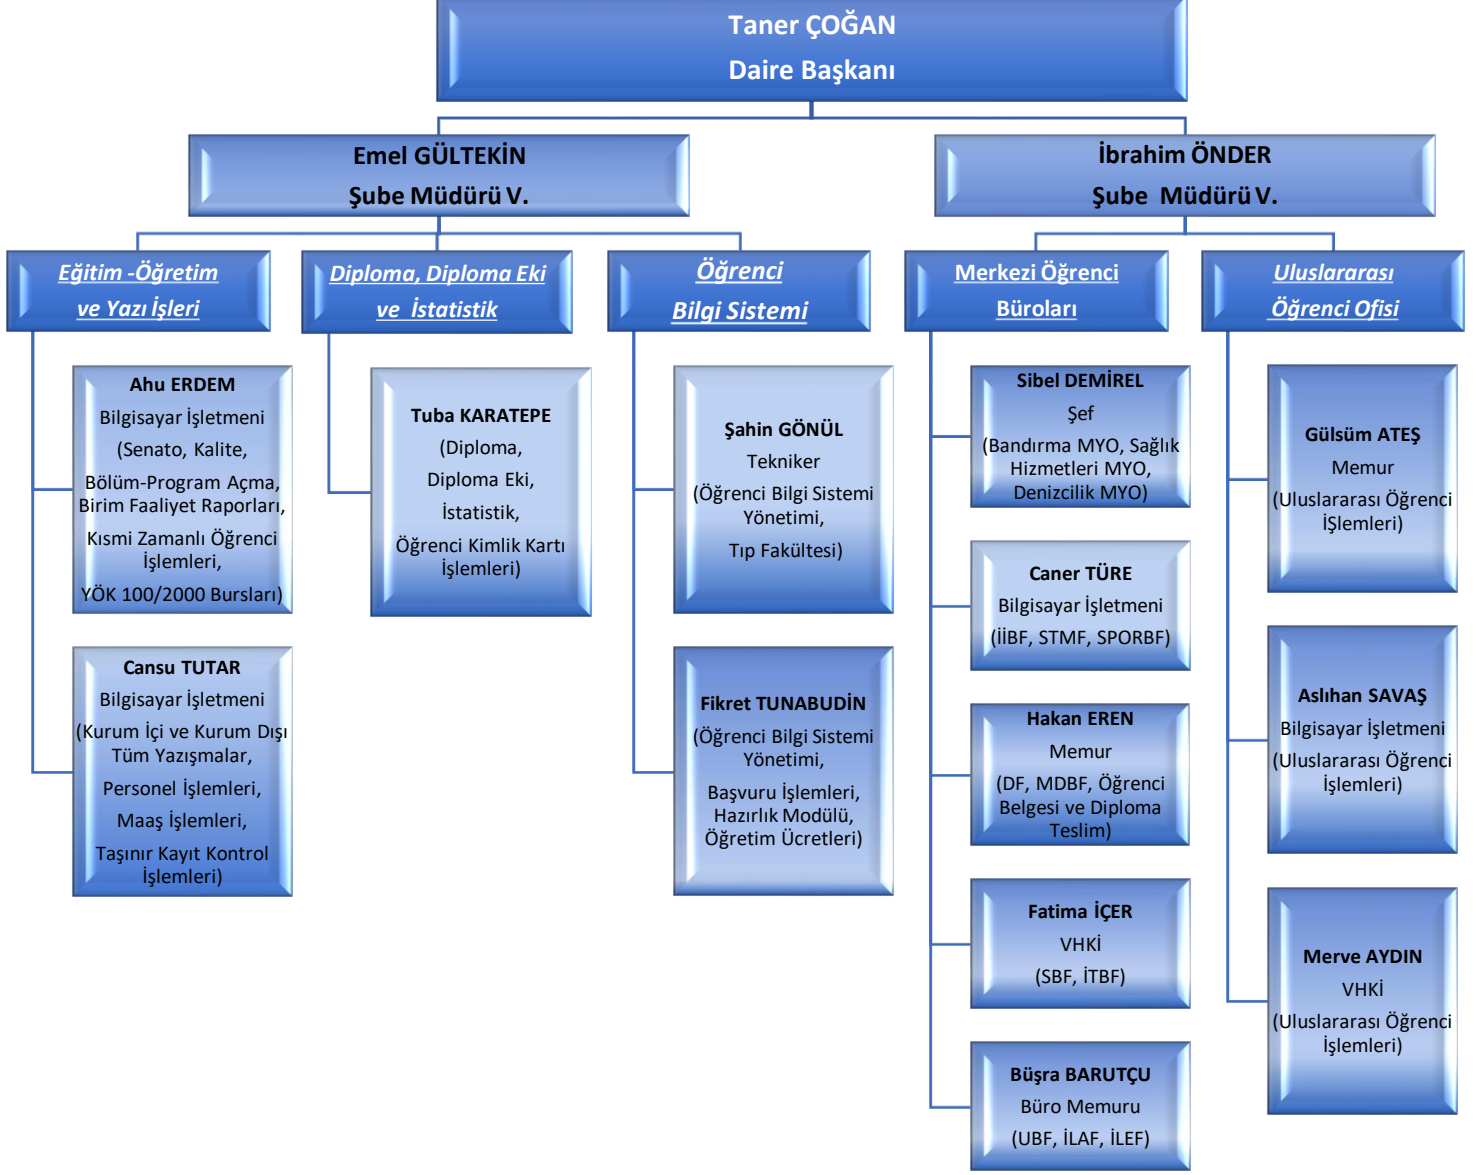 Taner ÇOĞAN
Daire Başkanı
Emel GÜLTEKİN
Şube Müdürü V.
İbrahim ÖNDER
Şube  Müdürü V.
Eğitim -Öğretim
ve Yazı İşleri
Diploma, Diploma Eki
ve  İstatistik
Öğrenci
Bilgi Sistemi
Merkezi Öğrenci
Büroları
Uluslararası
Öğrenci Ofisi
Ahu ERDEM
Bilgisayar İşletmeni
(Senato, Kalite,
Bölüm-Program Açma,
Birim Faaliyet Raporları,
Kısmi Zamanlı Öğrenci
İşlemleri,
YÖK 100/2000 Bursları)
Cansu TUTAR
Bilgisayar İşletmeni
(Kurum İçi ve Kurum Dışı
Tüm Yazışmalar,
Personel İşlemleri,
Maaş İşlemleri,
Taşınır Kayıt Kontrol
İşlemleri)
Tuba KARATEPE
(Diploma,
Diploma Eki,
İstatistik,
Öğrenci Kimlik Kartı
İşlemleri)
Şahin GÖNÜL
Tekniker
(Öğrenci Bilgi Sistemi
Yönetimi,
Tıp Fakültesi)
Fikret TUNABUDİN
(Öğrenci Bilgi Sistemi
Yönetimi,
Başvuru İşlemleri,
Hazırlık Modülü,
Öğretim Ücretleri)
Sibel DEMİREL
Şef
(Bandırma MYO, Sağlık
Hizmetleri MYO,
Denizcilik MYO)
Caner TÜRE
Bilgisayar İşletmeni
(İİBF, STMF, SPORBF)
Hakan EREN
Memur
(DF, MDBF, Öğrenci
Belgesi ve Diploma
Teslim)
Fatima İÇER
VHKİ
(SBF, İTBF)
Büşra BARUTÇU
Büro Memuru
(UBF, İLAF, İLEF)
Gülsüm ATEŞ
Memur
(Uluslararası Öğrenci
İŞlemleri)
Aslıhan SAVAŞ
Bilgisayar İşletmeni
(Uluslararası Öğrenci
İşlemleri)
Merve AYDIN
VHKİ
(Uluslararası Öğrenci
İşlemleri)